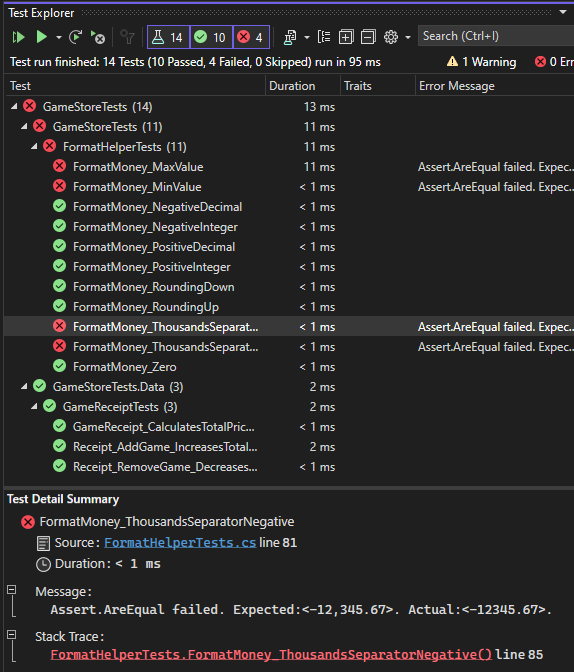 Test Explorer
14 10 4 Search (Ctrl+I)
Test run finished: 14 Tests (10 Passed, 4 Failed, 0 Skipped) run in 95 ms 1 Warning 0 Err
Test Duration Traits Error Message
GameStoreTests (14) 13 ms
GameStoreTests (11) 11 ms
FormatHelperTests (11) 11 ms
FormatMoney_MaxValue 11 ms Assert.AreEqual failed. Expec...
FormatMoney_MinValue < 1 ms Assert.AreEqual failed. Expec...
FormatMoney_NegativeDecimal < 1 ms
FormatMoney_NegativeInteger < 1 ms
FormatMoney_PositiveDecimal < 1 ms
FormatMoney_PositiveInteger < 1 ms
FormatMoney_RoundingDown < 1 ms
FormatMoney_RoundingUp < 1 ms
FormatMoney_ThousandsSeparat... < 1 ms Assert.AreEqual failed. Expec...
FormatMoney_ThousandsSeparat... < 1 ms Assert.AreEqual failed. Expec...
FormatMoney_Zero < 1 ms
GameStoreTests.Data (3) 2 ms
GameReceiptTests (3) 2 ms
GameReceipt_CalculatesTotalPric... < 1 ms
Receipt_AddGame_IncreasesTotal... 2 ms
Receipt_RemoveGame_Decreases... < 1 ms
Test Detail Summary
FormatMoney_ThousandsSeparatorNegative
Source: FormatHelperTests.cs line 81
Duration: < 1 ms
Message:
Assert.AreEqual failed. Expected:<-12,345.67>. Actual:<-12345.67>.
Stack Trace:
FormatHelperTests.FormatMoney_ThousandsSeparatorNegative() line 85